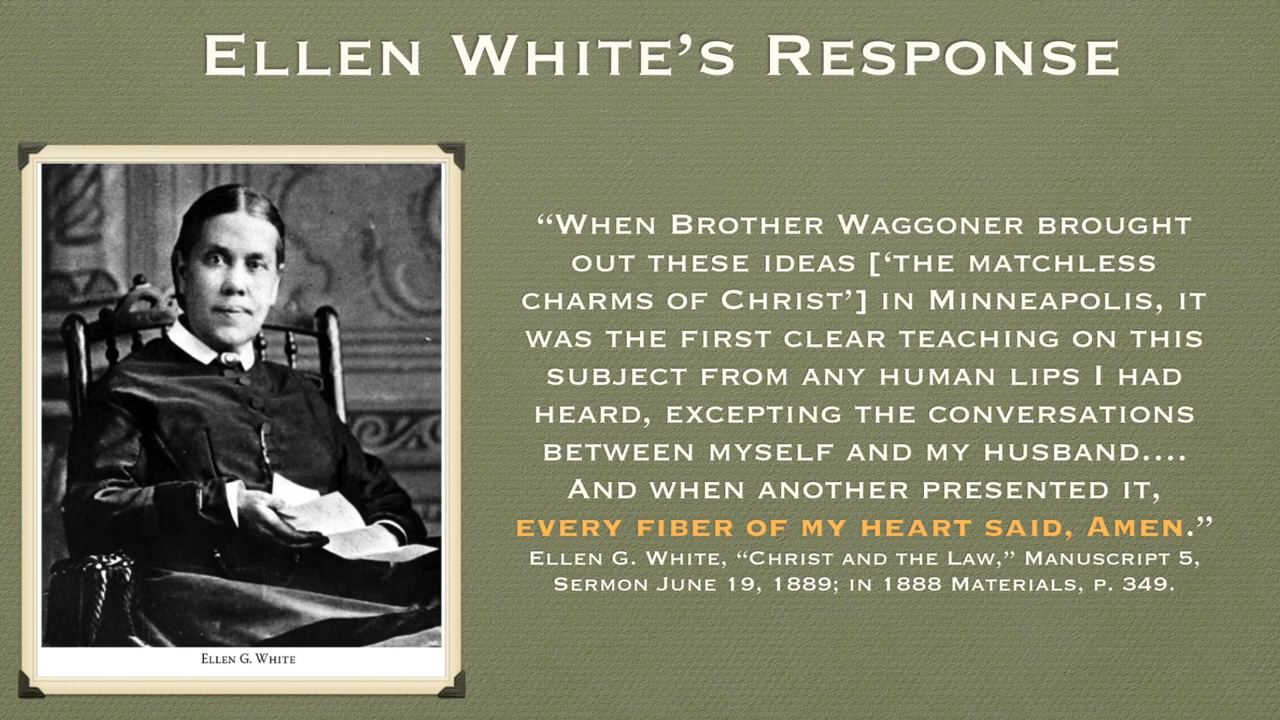 Ellen White’s Response
“When Brother Waggoner brought
out these ideas [‘the matchless
charms of Christ’] in Minneapolis, it
was the first clear teaching on this
subject from any human lips I had
heard, excepting the conversations
between myself and my husband....
And when another presented it,
every fiber of my heart said, Amen.”
Ellen G. White, “Christ and the Law,” Manuscript 5,
Sermon June 19, 1889; in 1888 Materials, p. 349.
Ellen G. White